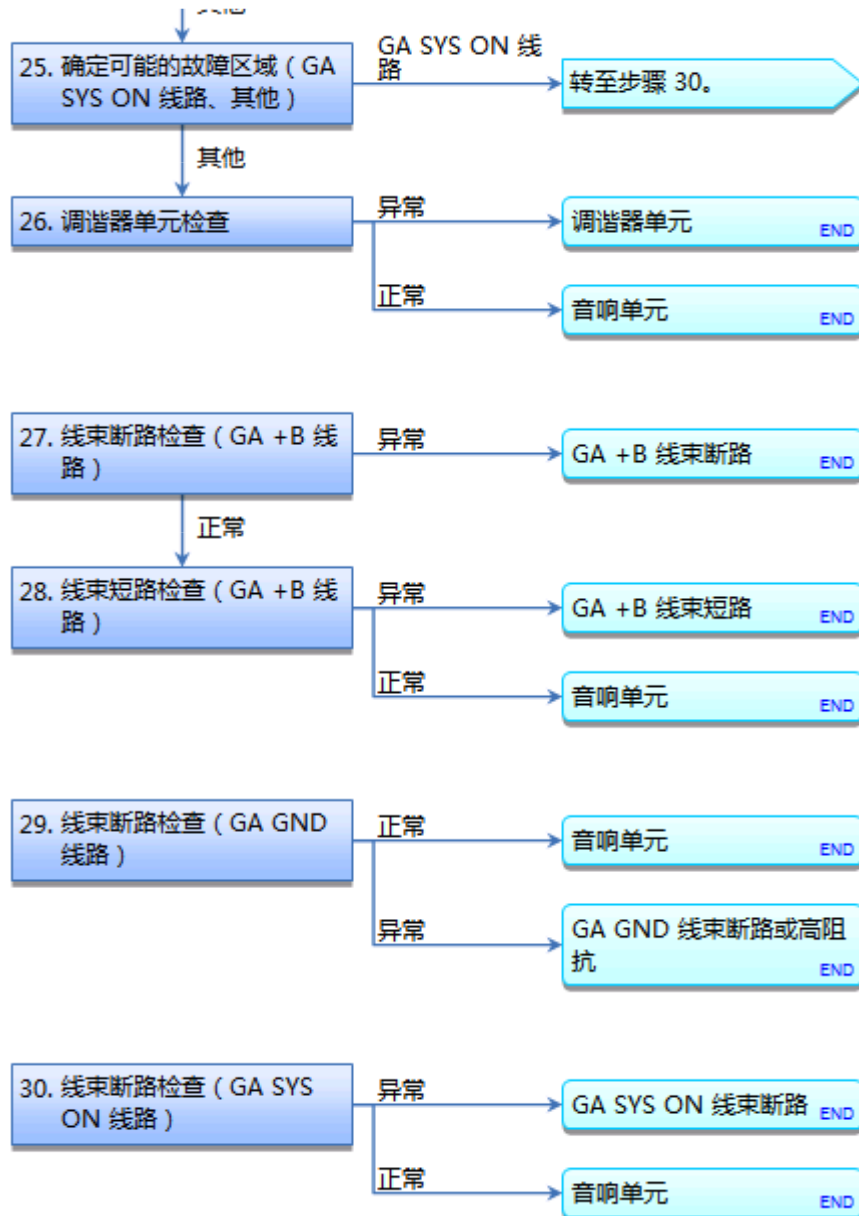 其他
GA SYS ON 线
路
25. 确定可能的故障区域（GA
SYS ON 线路、其他）
转至步骤 30。
其他
26. 调谐器单元检查
异常
调谐器单元
END
正常
音响单元
END
27. 线束断路检查（GA +B 线
路）
异常
GA +B 线束断路
END
正常
28. 线束短路检查（GA +B 线
路）
异常
GA +B 线束短路
END
正常
音响单元
END
29. 线束断路检查（GA GND
线路）
正常
音响单元
END
异常
GA GND 线束断路或高阻
抗
END
30. 线束断路检查（GA SYS
ON 线路）
异常
GA SYS ON 线束断路
END
正常
音响单元
END